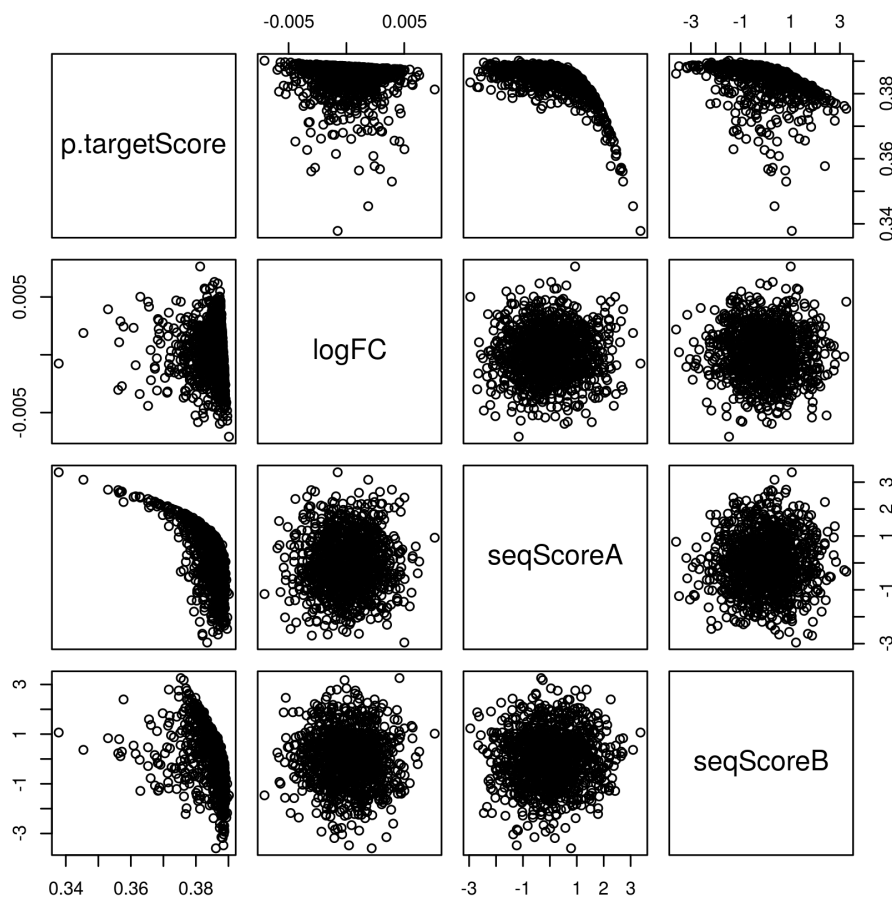 -0.005 0.005
-3 -1 1 3
p.targetScore
0.34 0.36 0.38
-0.005 0.005
logFC
seqScoreA
-3 -1 1 2 3
-3 -1 1 3
seqScoreB
0.34 0.36 0.38
-3 -1 1 2 3